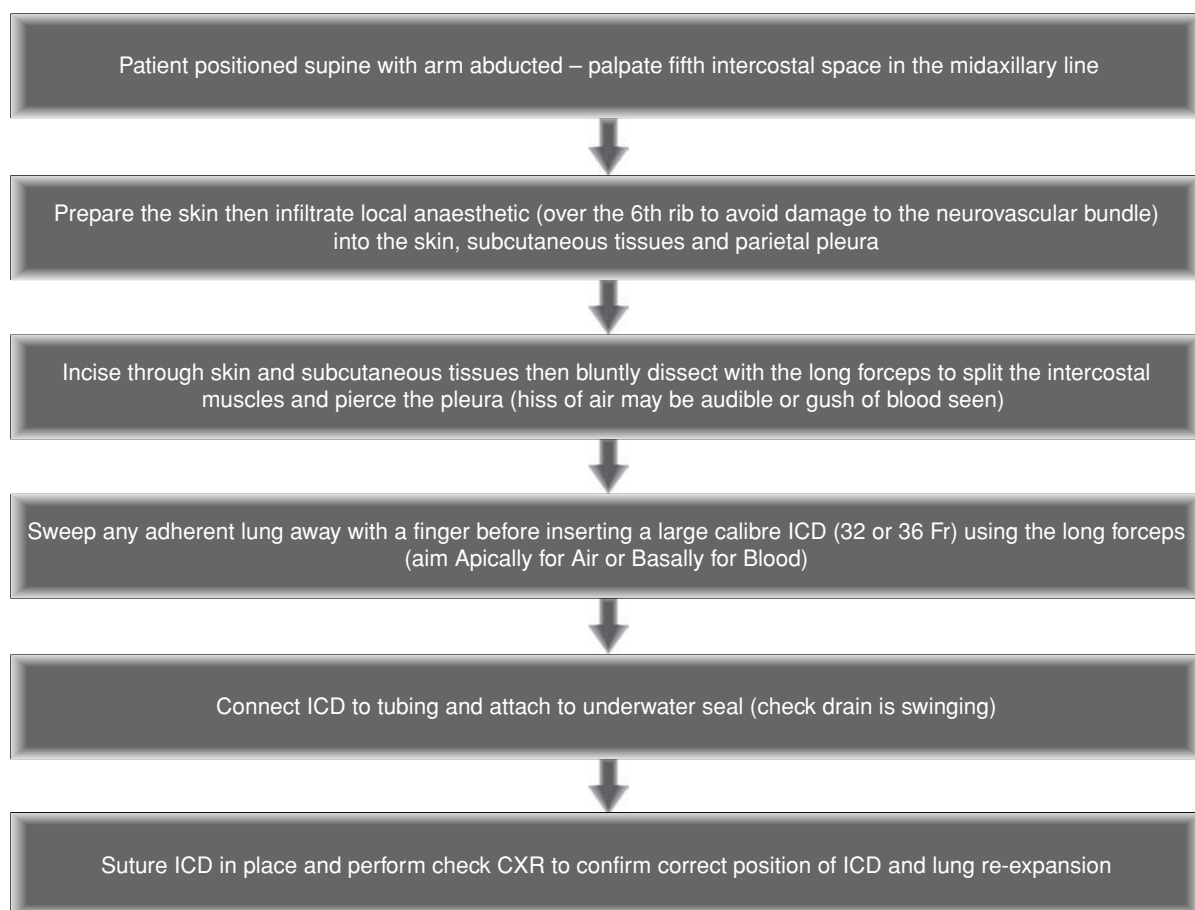 Patient positioned supine with arm abducted – palpate fifth intercostal space in the midaxillary line
Prepare the skin then infiltrate local anaesthetic (over the 6th rib to avoid damage to the neurovascular bundle)
into the skin, subcutaneous tissues and parietal pleura
Incise through skin and subcutaneous tissues then bluntly dissect with the long forceps to split the intercostal
muscles and pierce the pleura (hiss of air may be audible or gush of blood seen)
Sweep any adherent lung away with a finger before inserting a large calibre ICD (32 or 36 Fr) using the long forceps
(aim Apically for Air or Basally for Blood)
Connect ICD to tubing and attach to underwater seal (check drain is swinging)
Suture ICD in place and perform check CXR to confirm correct position of ICD and lung re-expansion